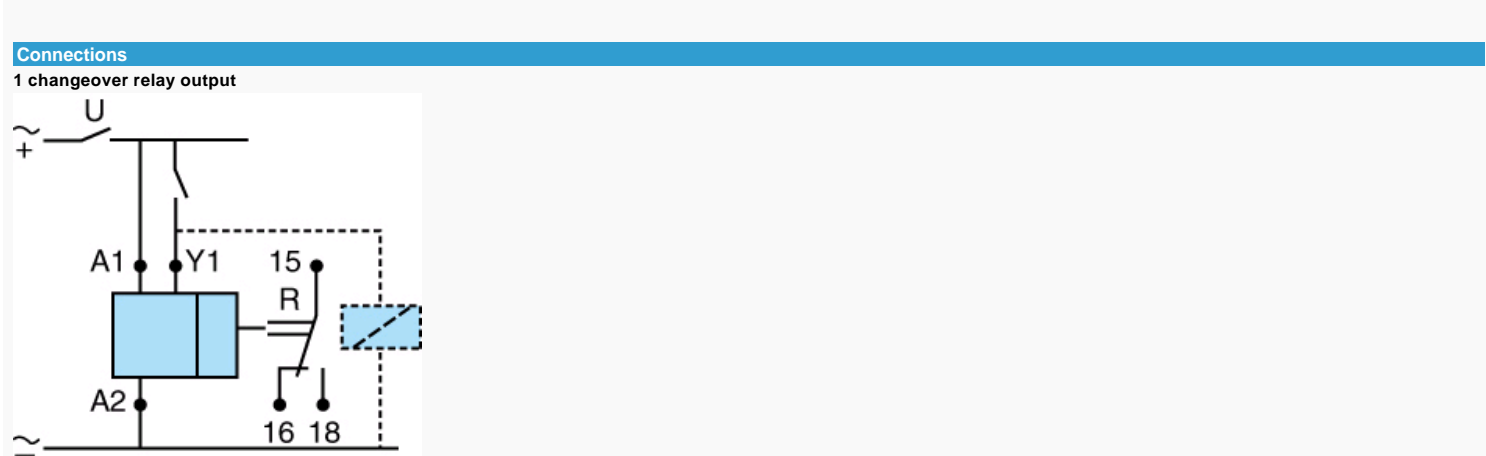 Connections
1 changeover relay output
U
~
+
A1 Y1 15
R
A2
16 18
~